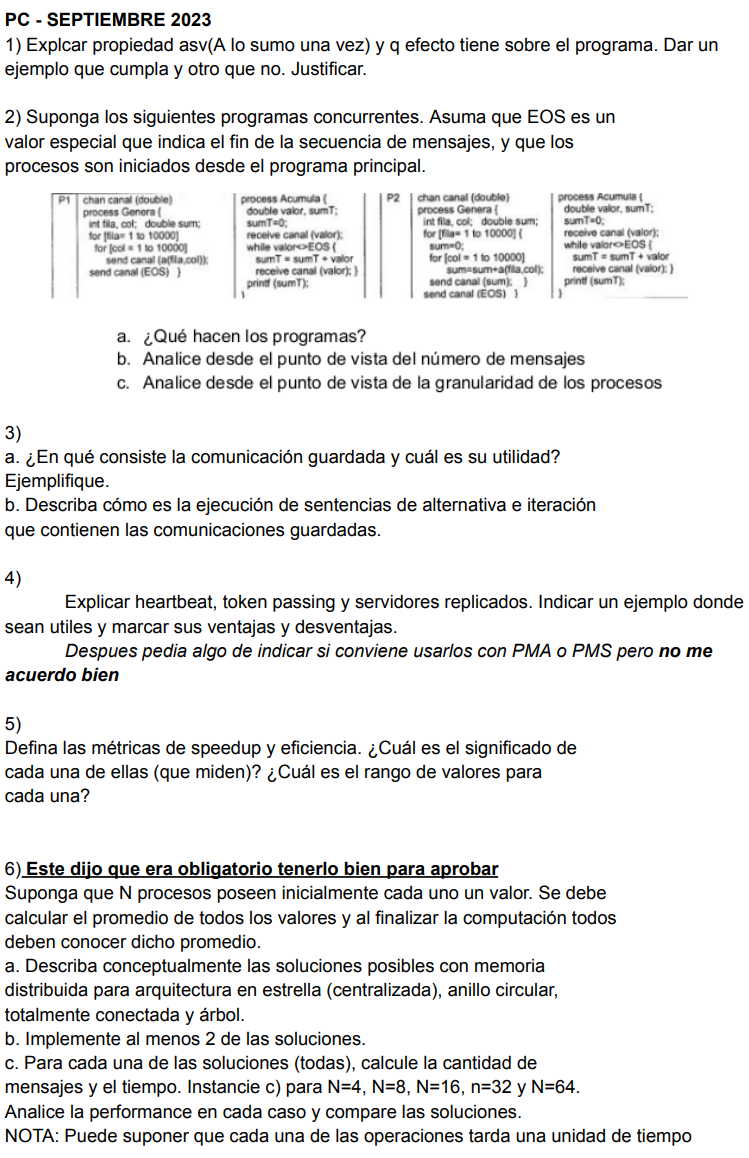 PC - SEPTIEMBRE 2023
1) Explcar propiedad asv(A lo sumo una vez) y q efecto tiene sobre el programa. Dar un
ejemplo que cumpla y otro que no. Justificar.
2) Suponga los siguientes programas concurrentes. Asuma que EOS es un
valor especial que indica el fin de la secuencia de mensajes, y que los
procesos son iniciados desde el programa principal.
P1
chan canal (double)
process Genera {
int fila, col; double sum;
for [fila= 1 to 10000]
for [col = 1 to 10000]
send canal (a(fila,col));
send canal (EOS) }
process Acumula {
double valor, sumT;
sumT=0;
receive canal (valor);
while valor<>EOS {
sumT = sumT + valor
receive canal (valor); }
printf (sumT);
}
P2
chan canal (double)
process Genera {
int fila, col; double sum;
for [fila= 1 to 10000] {
sum=0;
for [col = 1 to 10000]
sum=sum+a(fila,col);
send canal (sum); }
send canal (EOS) }
process Acumula {
double valor, sumT;
sumT=0;
receive canal (valor);
while valor<>EOS {
sumT = sumT + valor
receive canal (valor); }
printf (sumT);
}
a. ¿Qué hacen los programas?
b. Analice desde el punto de vista del número de mensajes
c. Analice desde el punto de vista de la granularidad de los procesos
3)
a. ¿En qué consiste la comunicación guardada y cuál es su utilidad?
Ejemplifique.
b. Describa cómo es la ejecución de sentencias de alternativa e iteración
que contienen las comunicaciones guardadas.
4)
Explicar heartbeat, token passing y servidores replicados. Indicar un ejemplo donde
sean utiles y marcar sus ventajas y desventajas.
Despues pedia algo de indicar si conviene usarlos con PMA o PMS pero no me
acuerdo bien
5)
Defina las métricas de speedup y eficiencia. ¿Cuál es el significado de
cada una de ellas (que miden)? ¿Cuál es el rango de valores para
cada una?
6) Este dijo que era obligatorio tenerlo bien para aprobar
Suponga que N procesos poseen inicialmente cada uno un valor. Se debe
calcular el promedio de todos los valores y al finalizar la computación todos
deben conocer dicho promedio.
a. Describa conceptualmente las soluciones posibles con memoria
distribuida para arquitectura en estrella (centralizada), anillo circular,
totalmente conectada y árbol.
b. Implemente al menos 2 de las soluciones.
c. Para cada una de las soluciones (todas), calcule la cantidad de
mensajes y el tiempo. Instancie c) para N=4, N=8, N=16, n=32 y N=64.
Analice la performance en cada caso y compare las soluciones.
NOTA: Puede suponer que cada una de las operaciones tarda una unidad de tiempo